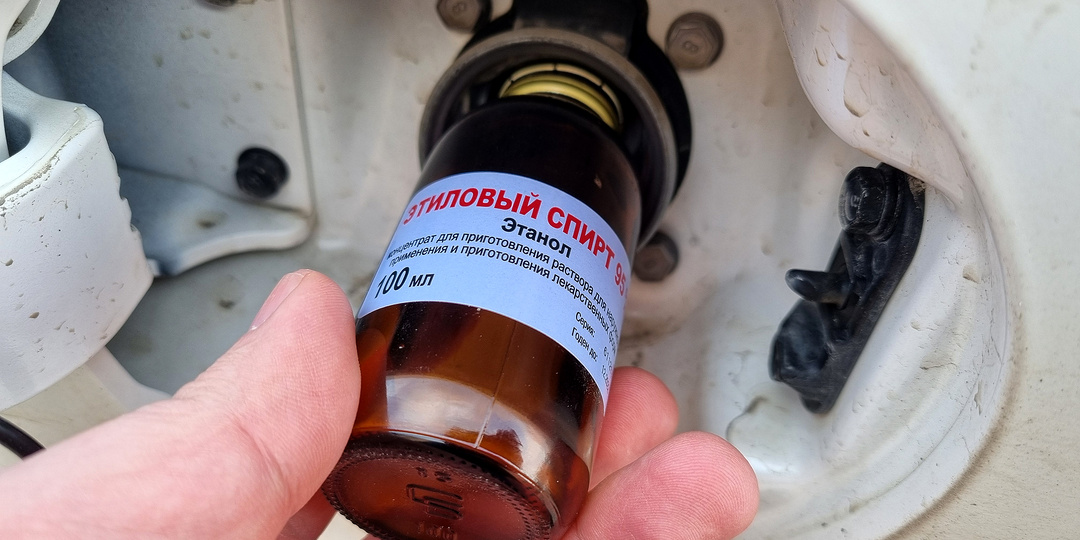 ЭТИЛОВЫЙ СПИРТ 95
Этанол
концентрат для приготовления раствора для
применения и приготовления лекарственных
100 мл
Серия:
Годен до: